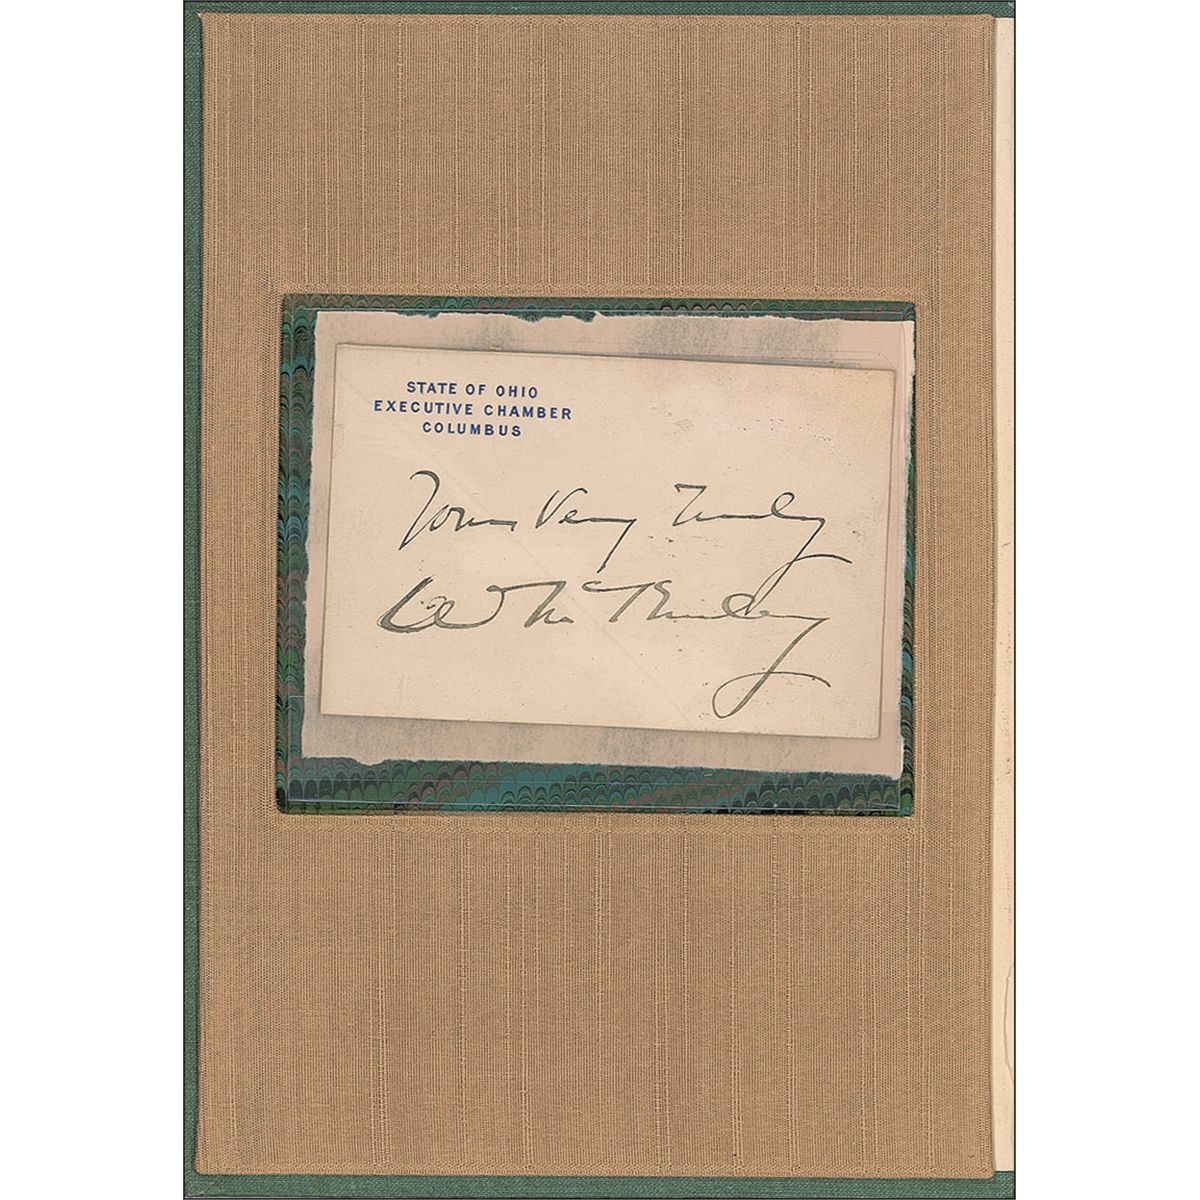 STATE OF OHIO
EXECUTIVE CHAMBER
COLUMBUS
Yours Very Truly
W McKinley